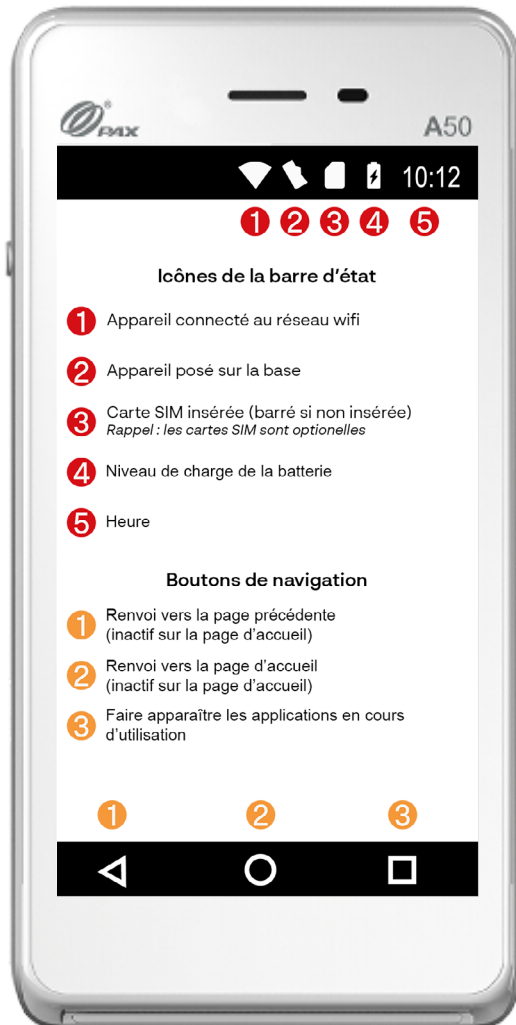 PAX®
A50
10:12
1 2 3 4 5
Icônes de la barre d'état
1 Appareil connecté au réseau wifi
2 Appareil posé sur la base
3 Carte SIM insérée (barré si non insérée)
Rappel : les cartes SIM sont optionelles
4 Niveau de charge de la batterie
5 Heure
Boutons de navigation
1 Renvoi vers la page précédente
(inactif sur la page d'accueil)
2 Renvoi vers la page d'accueil
(inactif sur la page d'accueil)
3 Faire apparaître les applications en cours
d'utilisation
1 2 3